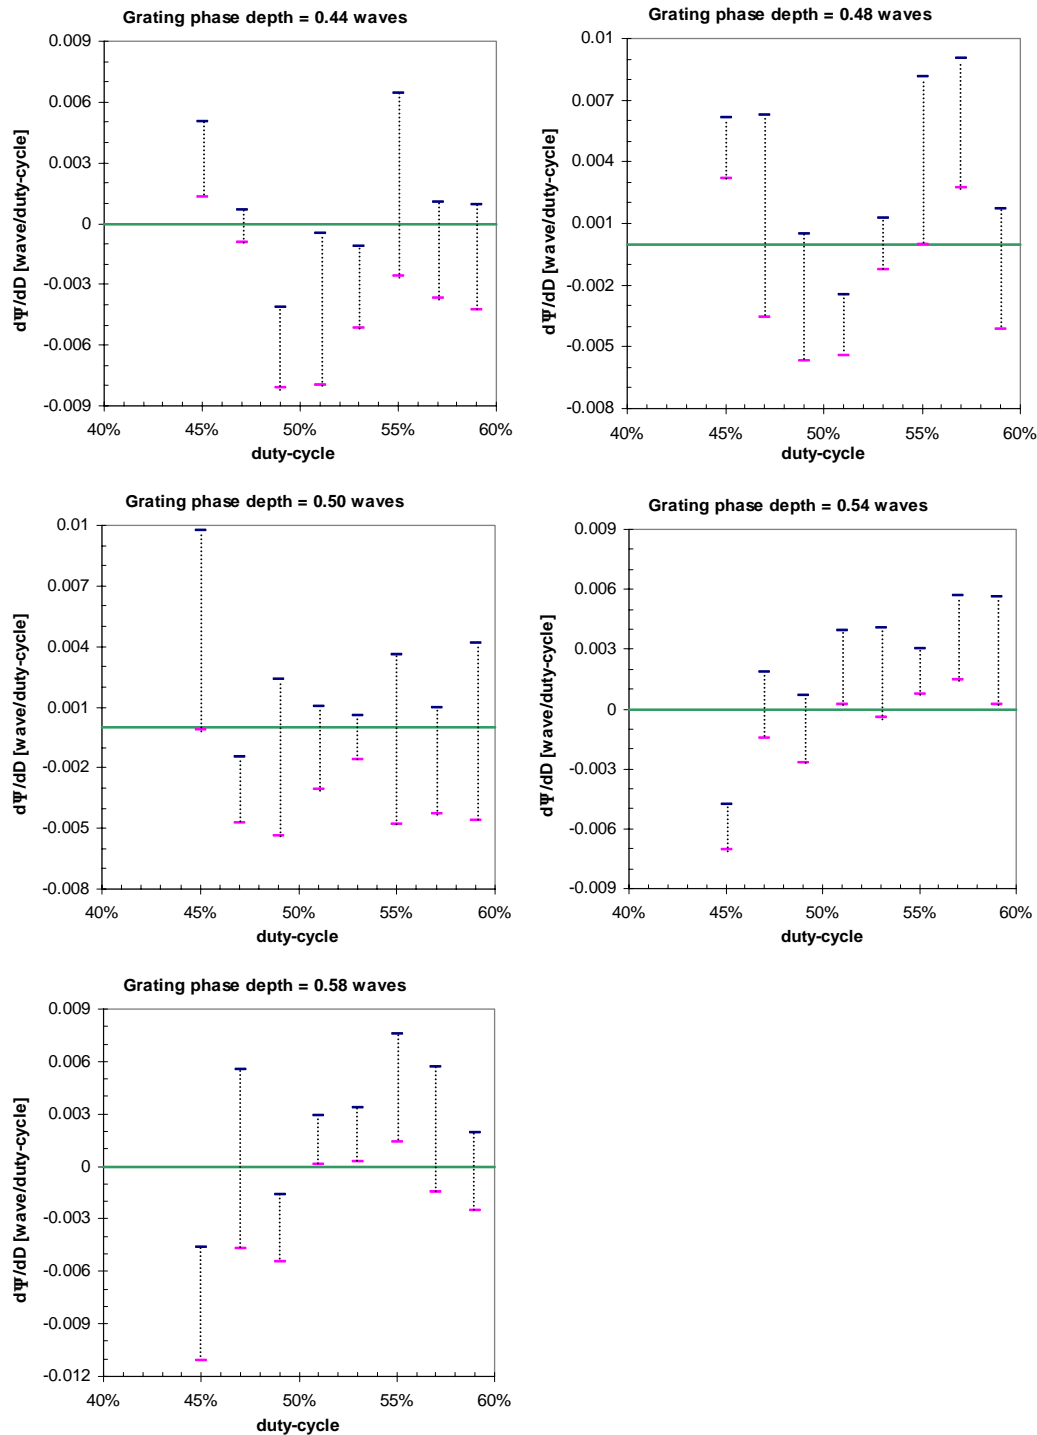 Grating phase depth = 0.44 waves
0.009
0.006
0.003
0
-0.003
-0.006
-0.009
40% 45% 50% 55% 60%
duty-cycle
dΨ/dD [wave/duty-cycle]
Grating phase depth = 0.48 waves
0.01
0.007
0.004
0.001
-0.002
-0.005
-0.008
40% 45% 50% 55% 60%
duty-cycle
dΨ/dD [wave/duty-cycle]
Grating phase depth = 0.50 waves
0.01
0.007
0.004
0.001
-0.002
-0.005
-0.008
40% 45% 50% 55% 60%
duty-cycle
dΨ/dD [wave/duty-cycle]
Grating phase depth = 0.54 waves
0.009
0.006
0.003
0
-0.003
-0.006
-0.009
40% 45% 50% 55% 60%
duty-cycle
dΨ/dD [wave/duty-cycle]
Grating phase depth = 0.58 waves
0.009
0.006
0.003
0
-0.003
-0.006
-0.009
-0.012
40% 45% 50% 55% 60%
duty-cycle
dΨ/dD [wave/duty-cycle]